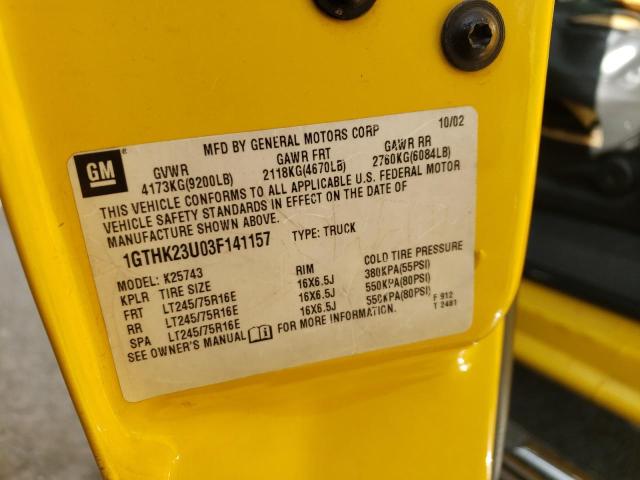 10/02
MFD BY GENERAL MOTORS CORP
GM
GVWR GAWR FRT GAWR RR
4173KG(9200LB) 2118KG(4670LB) 2760KG(6084LB)
THIS VEHICLE CONFORMS TO ALL APPLICABLE U.S. FEDERAL MOTOR
VEHICLE SAFETY STANDARDS IN EFFECT ON THE DATE OF
MANUFACTURE SHOWN ABOVE.
1GTHK23U03F141157 TYPE: TRUCK
MODEL: K25743
KPLR TIRE SIZE RIM COLD TIRE PRESSURE
FRT LT245/75R16E 16X6.5J 380KPA(55PSI)
RR LT245/75R16E 16X6.5J 550KPA(80PSI)
SPA LT245/75R16E 16X6.5J 550KPA(80PSI)
SEE OWNER'S MANUAL FOR MORE INFORMATION.
F 912
T 2481